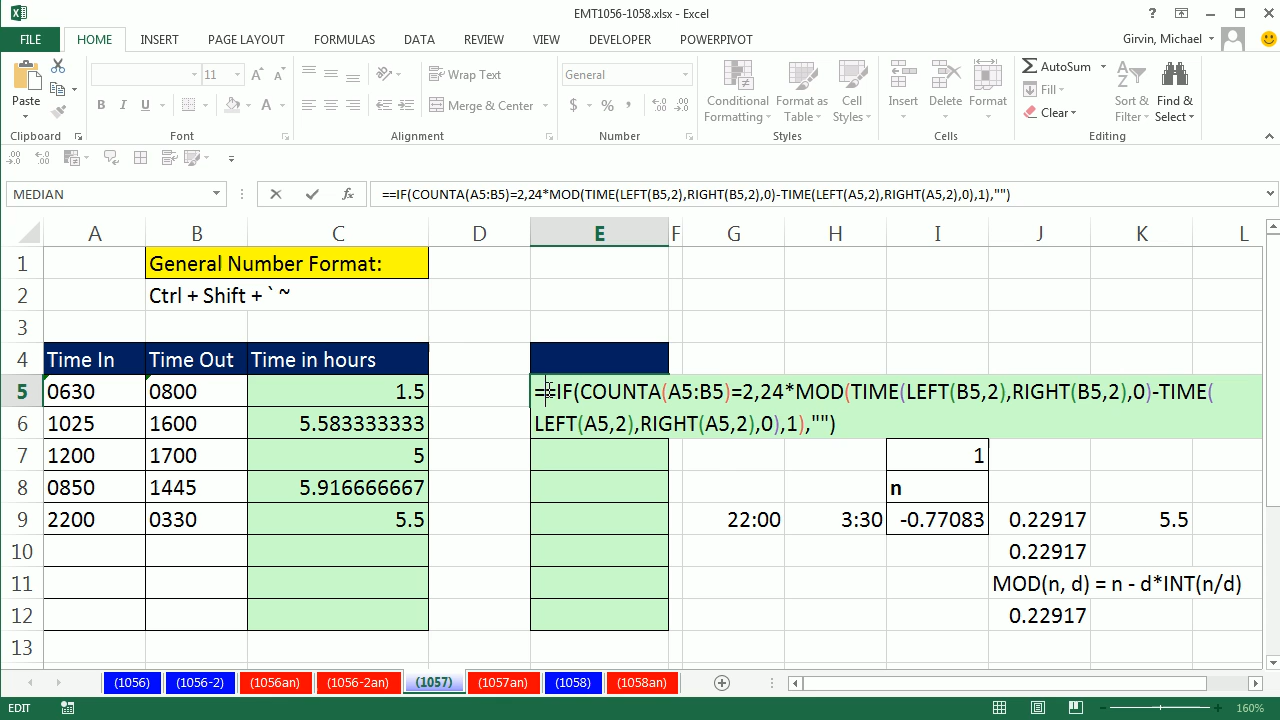 EMT1056-1058.xlsx - Excel
?
FILE HOME INSERT PAGE LAYOUT FORMULAS DATA REVIEW VIEW DEVELOPER POWERPIVOT Girvin, Michael
11 Wrap Text General AutoSum
Paste B I U Merge & Center $ % , Conditional Formatting Format as Table Cell Styles Insert Delete Format Fill Clear Sort & Filter Find & Select
Clipboard Font Alignment Number Styles Cells Editing
MEDIAN fx ==IF(COUNTA(A5:B5)=2,24*MOD(TIME(LEFT(B5,2),RIGHT(B5,2),0)-TIME(LEFT(A5,2),RIGHT(A5,2),0),1),"")
A B C D E F G H I J K L
1 General Number Format:
2 Ctrl + Shift + ` ~
3
4 Time In Time Out Time in hours
5 0630 0800 1.5 ==IF(COUNTA(A5:B5)=2,24*MOD(TIME(LEFT(B5,2),RIGHT(B5,2),0)-TIME(
6 1025 1600 5.583333333 LEFT(A5,2),RIGHT(A5,2),0),1),"")
7 1200 1700 5 1
8 0850 1445 5.916666667 n
9 2200 0330 5.5 22:00 3:30 -0.77083 0.22917 5.5
10 0.22917
11 MOD(n, d) = n - d*INT(n/d)
12 0.22917
13
(1056) (1056-2) (1056an) (1056-2an) (1057) (1057an) (1058) (1058an)
EDIT 160%